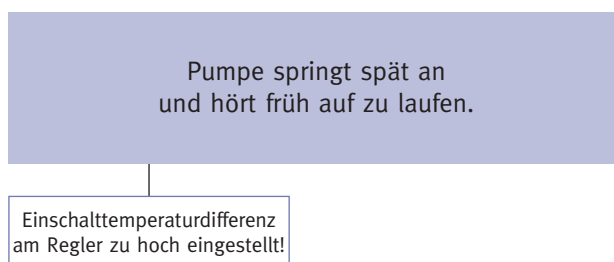 Pumpe springt spät an
und hört früh auf zu laufen.
Einschalttemperaturdifferenz
am Regler zu hoch eingestellt!